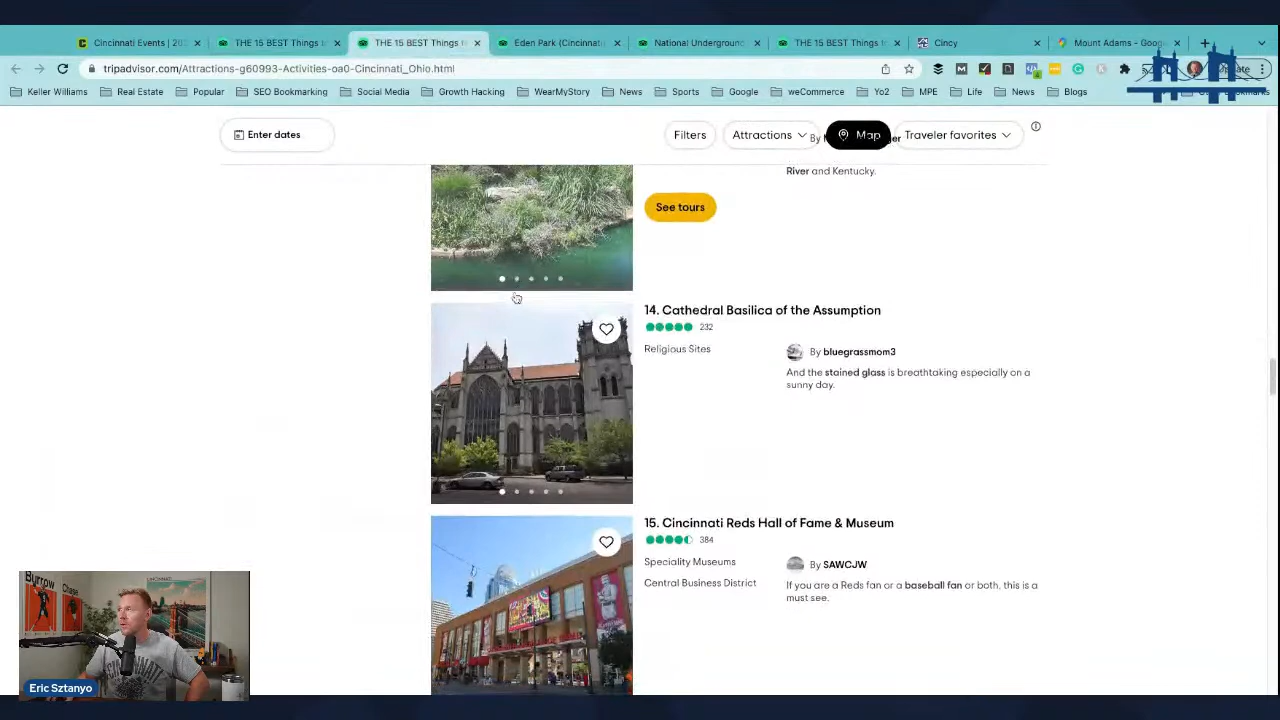 Cincinnati Events | 20
THE 15 BEST Things t
THE 15 BEST Things t
Eden Park (Cincinnati
National Underground
THE 15 BEST Things t
Cincy
Mount Adams - Goog
tripadvisor.com/Attractions-g60993-Activities-oa0-Cincinnati_Ohio.html
Keller Williams
Real Estate
Popular
SEO Bookmarking
Social Media
Growth Hacking
WearMyStory
News
Sports
Google
weCommerce
Yo2
MPE
Life
News
Blogs
Enter dates
Filters
Attractions
Map
Traveler favorites
By
River and Kentucky.
See tours
14. Cathedral Basilica of the Assumption
232
Religious Sites
By bluegrassmom3
And the stained glass is breathtaking especially on a
sunny day.
15. Cincinnati Reds Hall of Fame & Museum
384
Speciality Museums
Central Business District
By SAWCJW
If you are a Reds fan or a baseball fan or both, this is a
must see.
Burrow
Chase
CINCINNATI
Eric Sztanyo